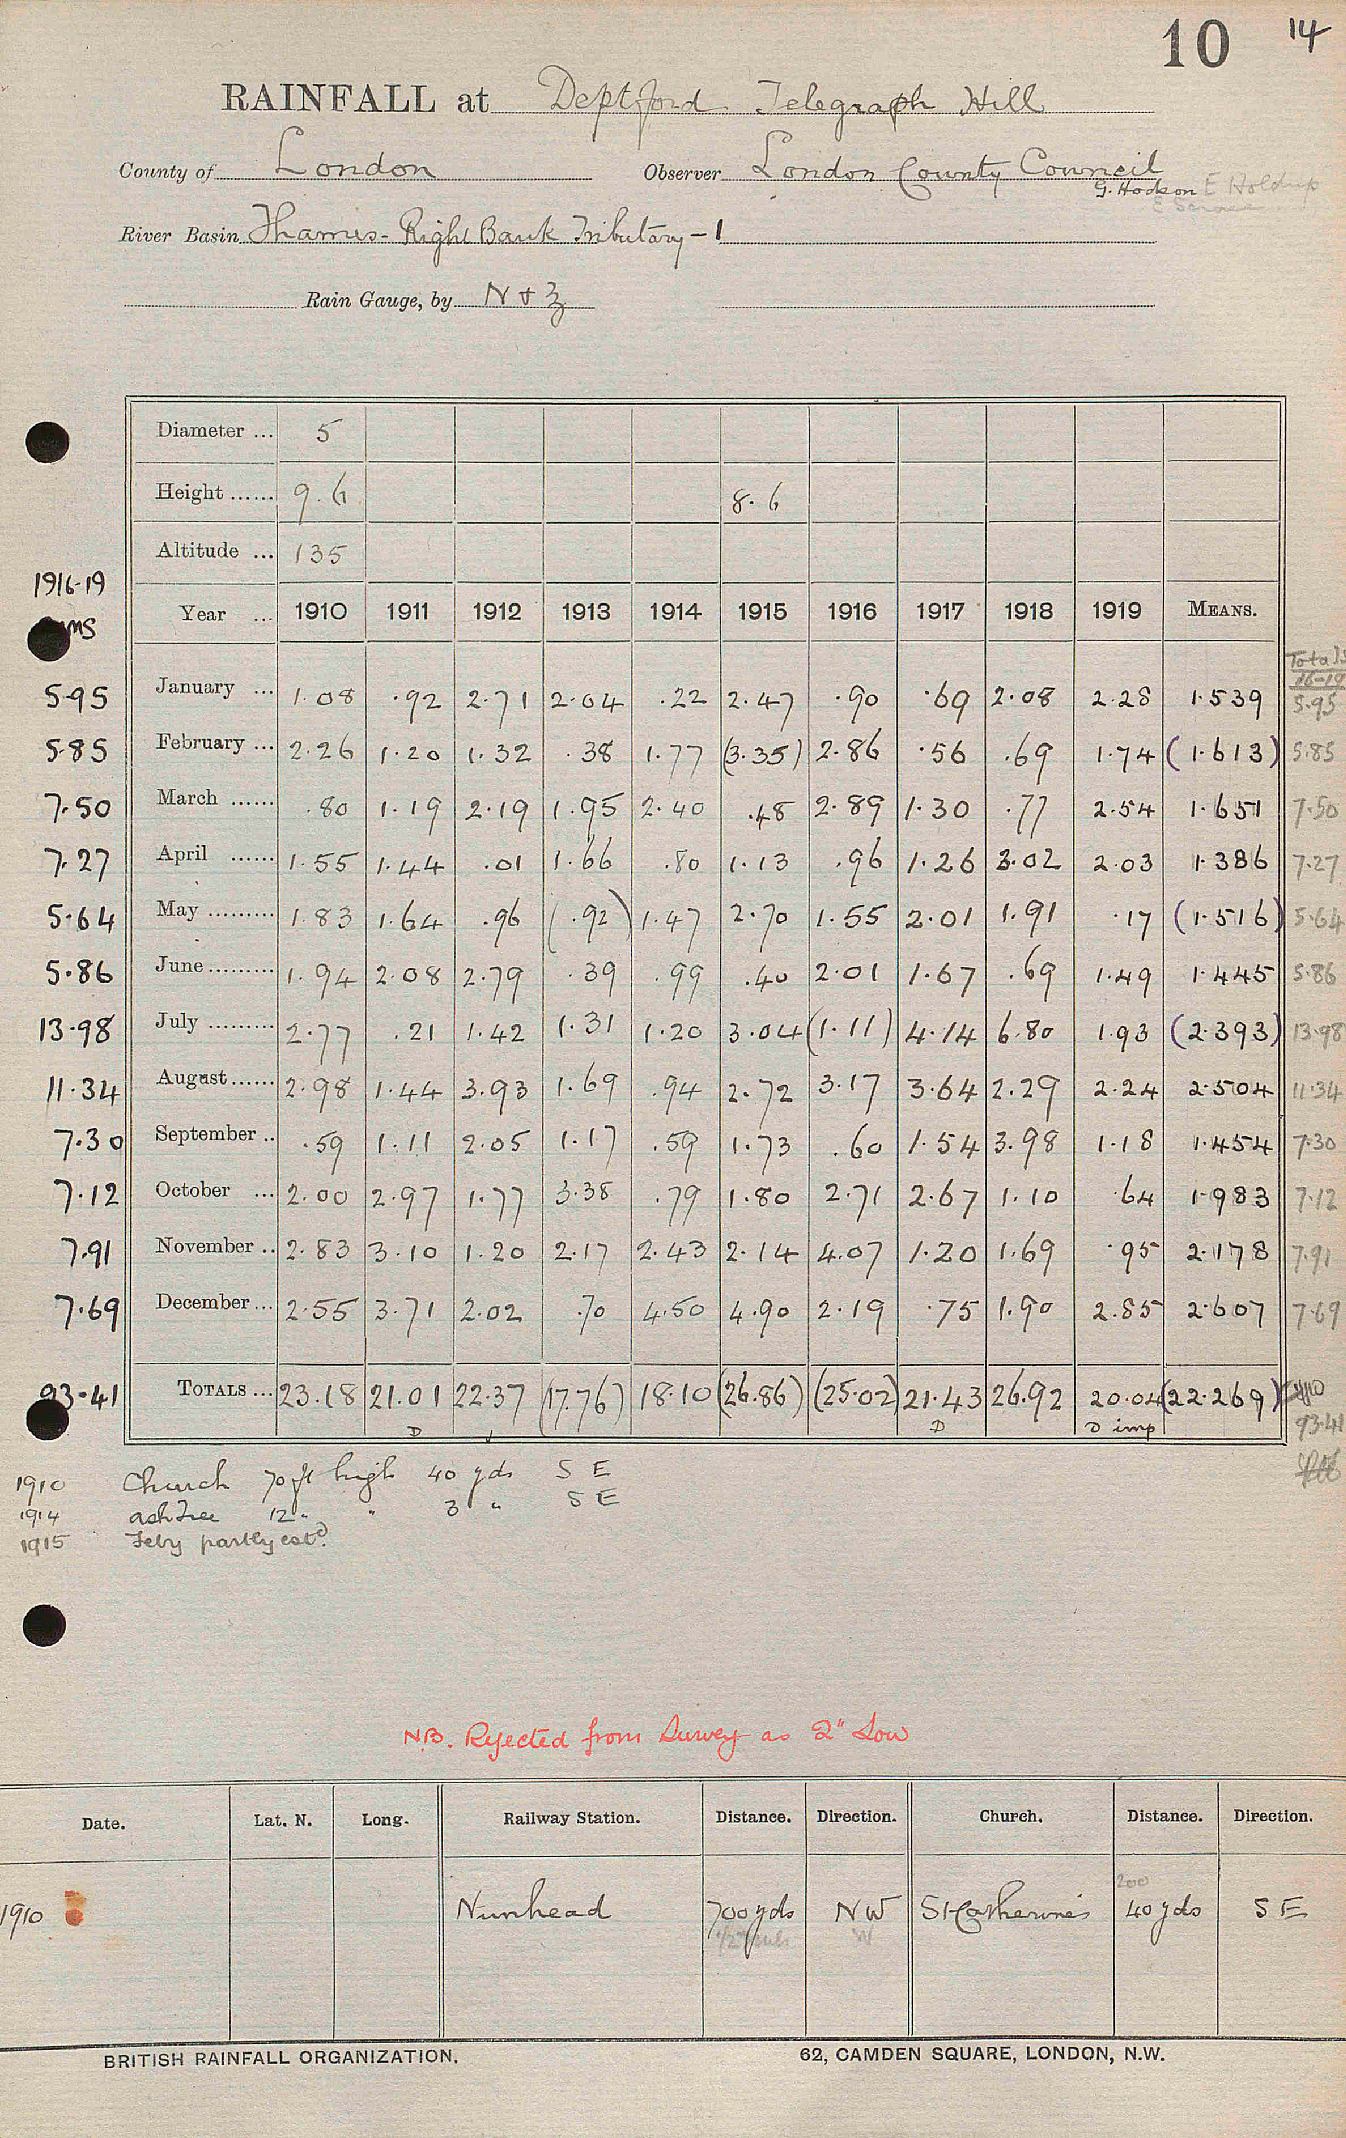 10 14
RAINFALL at Deptford Telegraph Hill
County of London Observer London County Council
G. Hodson E Holdrup
River Basin Thames - Right Bank Tributary - 1
Rain Gauge, by N & Z
Diameter ... 5
Height ...... 9.6 8.6
Altitude ... 135
1916-19
Year ... 1910 1911 1912 1913 1914 1915 1916 1917 1918 1919 MEANS.
Totals
16-19
5.95 January ... 1.08 .92 2.71 2.04 .22 2.47 .90 .69 2.08 2.28 1.539 5.95
5.85 February ... 2.26 1.20 1.32 .38 1.77 (3.35) 2.86 .56 .69 1.74 (1.613) 5.85
7.50 March ...... .80 1.19 2.19 1.95 2.40 .48 2.89 1.30 .77 2.54 1.651 7.50
7.27 April ...... 1.55 1.44 .01 1.66 .80 1.13 .96 1.26 3.02 2.03 1.386 7.27
5.64 May ......... 1.83 1.64 .96 (.92) 1.47 2.70 1.55 2.01 1.91 .17 (1.516) 5.64
5.86 June ......... 1.94 2.08 2.79 .39 .99 .40 2.01 1.67 .69 1.49 1.445 5.86
13.98 July ......... 2.77 .21 1.42 1.31 1.20 3.04 (1.11) 4.14 6.80 1.93 (2.393) 13.98
11.34 August ...... 2.98 1.44 3.93 1.69 .94 2.72 3.17 3.64 2.29 2.24 2.504 11.34
7.30 September .. .59 1.11 2.05 1.17 .59 1.73 .60 1.54 3.98 1.18 1.454 7.30
7.12 October ... 2.00 2.97 1.77 3.38 .79 1.80 2.71 2.67 1.10 .64 1.983 7.12
7.91 November .. 2.83 3.10 1.20 2.17 2.43 2.14 4.07 1.20 1.69 .95 2.178 7.91
7.69 December ... 2.55 3.71 2.02 .70 4.50 4.90 2.19 .75 1.90 2.85 2.607 7.69
93.41 TOTALS ... 23.18 21.01 22.37 (17.76) 18.10 (26.86) (25.02) 21.43 26.92 20.04 (22.269)
D D D imp 93.41
1910 Church 70 ft high 40 yds S E
1914 ash tree 12 " " 3 " S E
1915 Feby partly estd.
N.B. Rejected from Survey as 2" Low
Date. Lat. N. Long. Railway Station. Distance. Direction. Church. Distance. Direction.
200
1910 Nunhead 700 yds NW St Catherine's 40 yds S E
1/2 mile W
BRITISH RAINFALL ORGANIZATION. 62, CAMDEN SQUARE, LONDON, N.W.